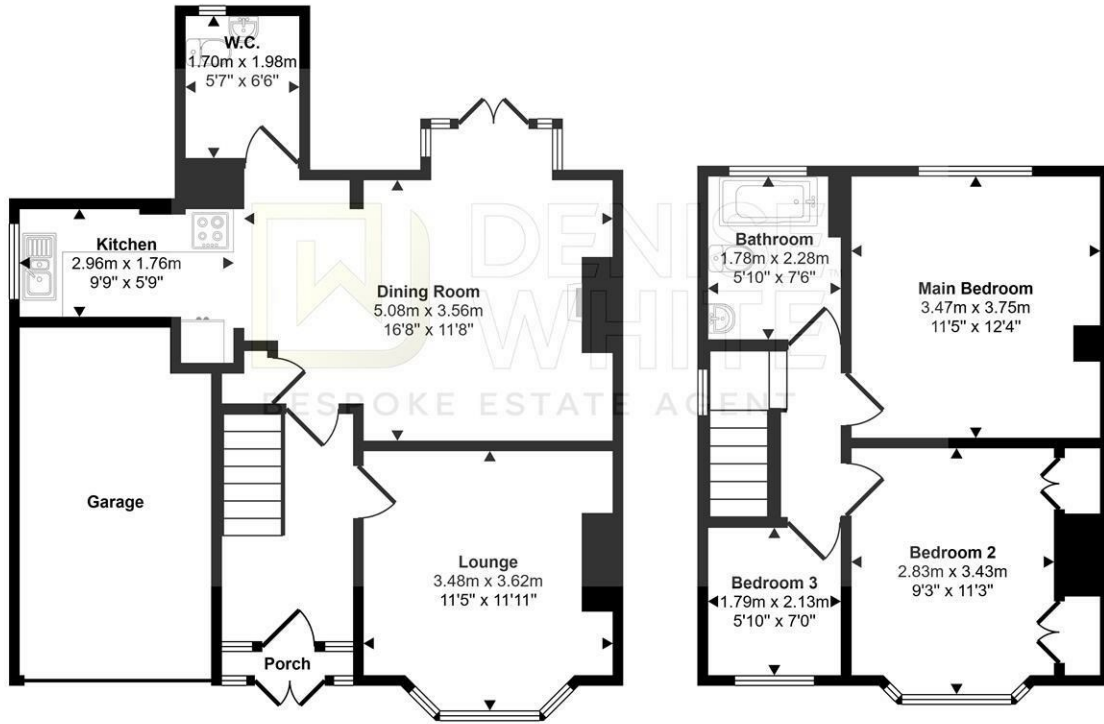 W.C.
1.70m x 1.98m
5'7" x 6'6"
Kitchen
2.96m x 1.76m
9'9" x 5'9"
Dining Room
5.08m x 3.56m
16'8" x 11'8"
Garage
Lounge
3.48m x 3.62m
11'5" x 11'11"
Porch
Bathroom
1.78m x 2.28m
5'10" x 7'6"
Main Bedroom
3.47m x 3.75m
11'5" x 12'4"
Bedroom 2
2.83m x 3.43m
9'3" x 11'3"
Bedroom 3
1.79m x 2.13m
5'10" x 7'0"
DENISE
WHITE
BESPOKE ESTATE AGENT